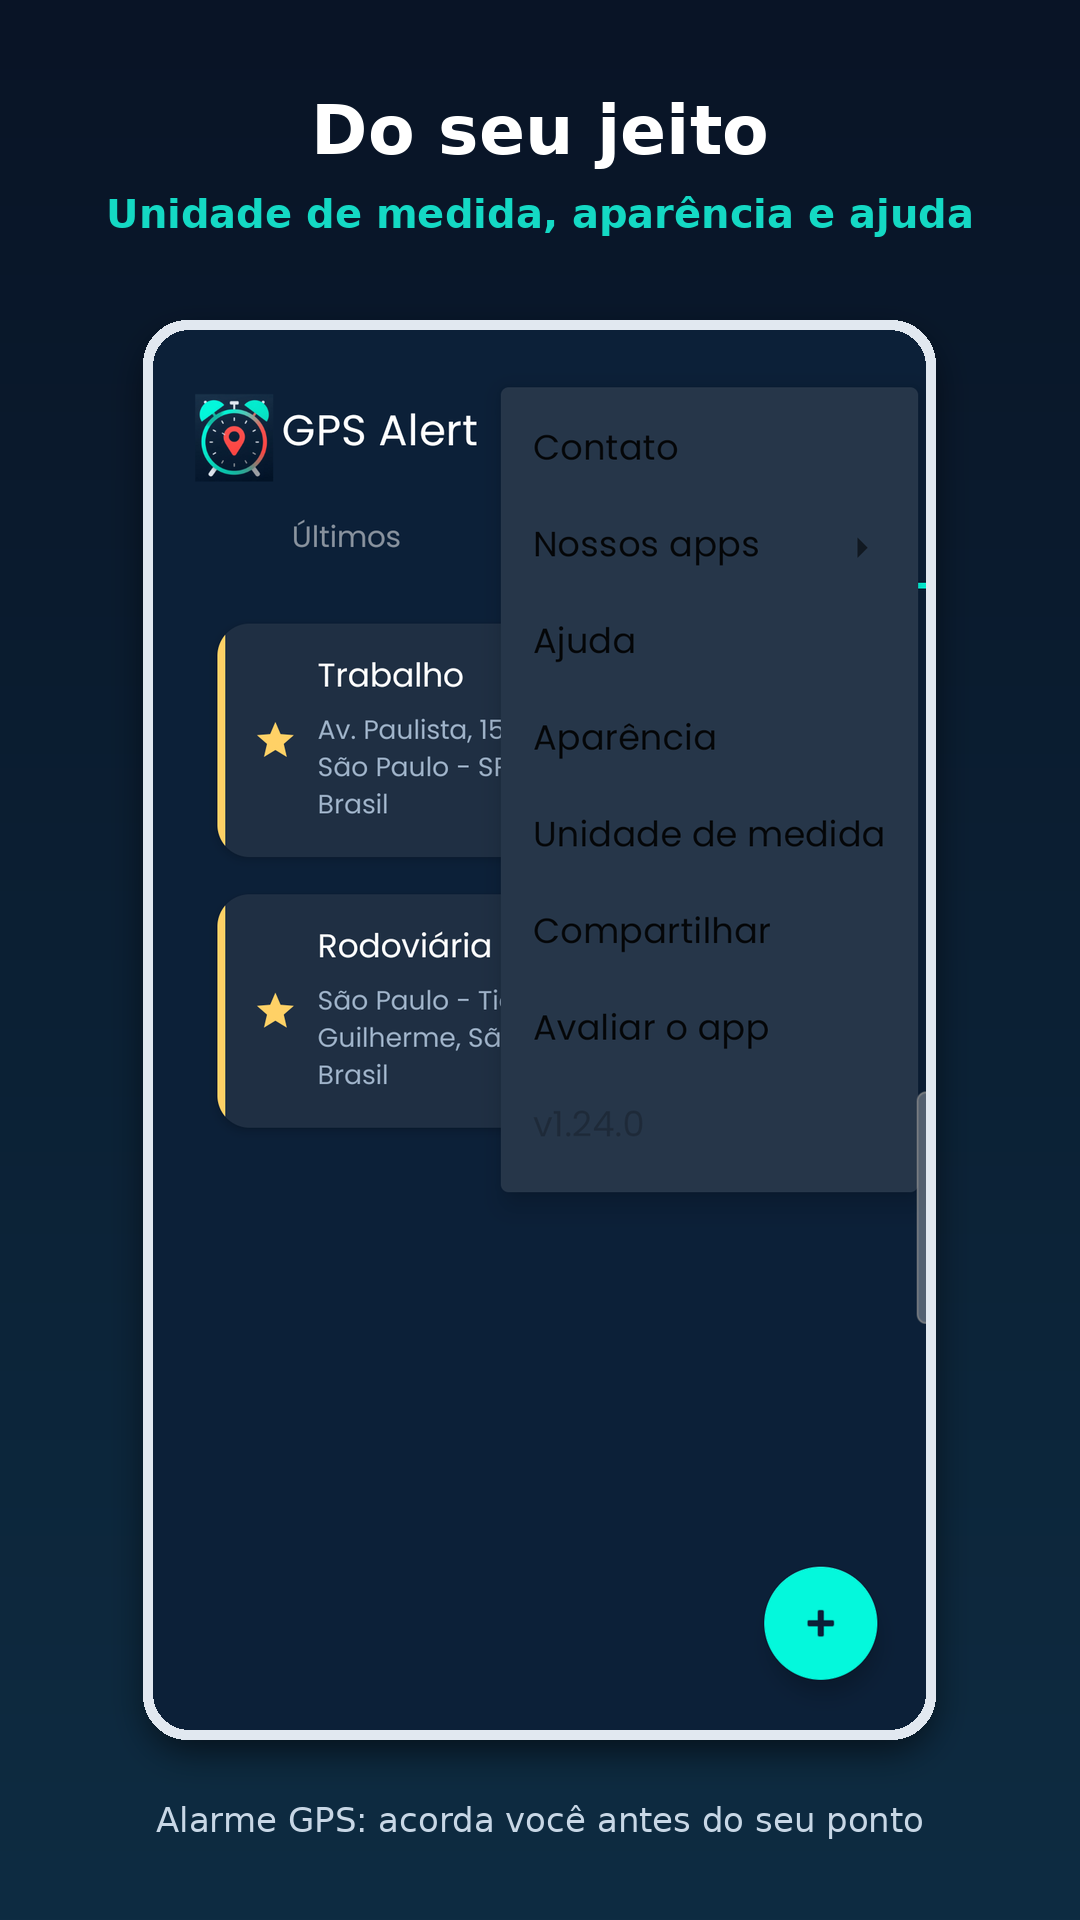 Do seu jeito
Unidade de medida, aparência e ajuda
GPS Alert
Últimos
Trabalho
Av. Paulista, 15
São Paulo - SP
Brasil
Rodoviária
São Paulo - Ti
Guilherme, Sã
Brasil
Contato
Nossos apps
Ajuda
Aparência
Unidade de medida
Compartilhar
Avaliar o app
v1.24.0
Alarme GPS: acorda você antes do seu ponto